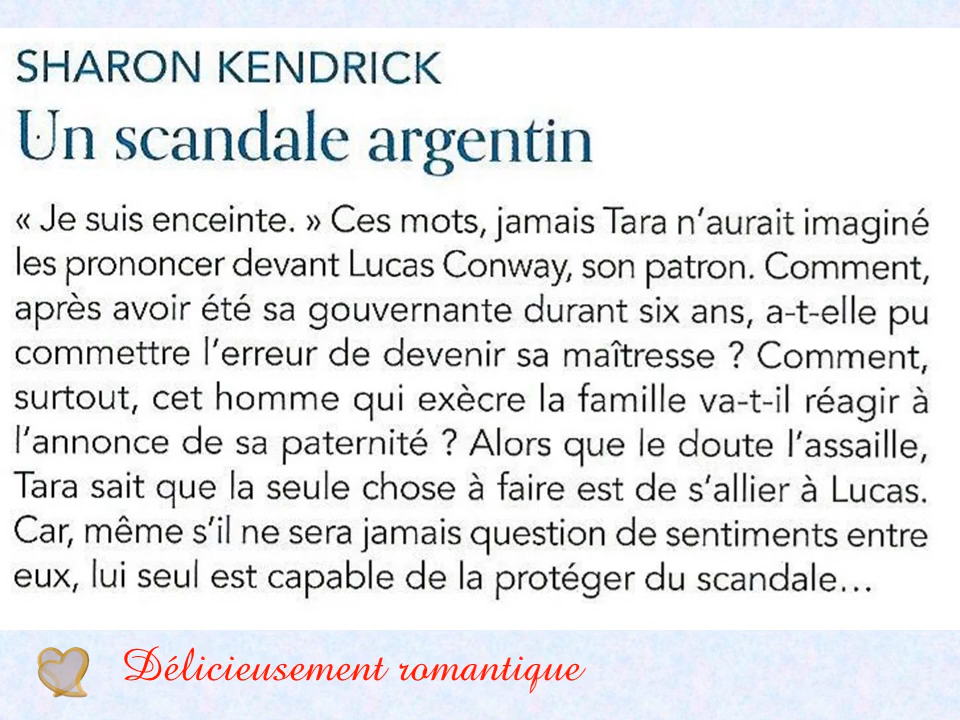 SHARON KENDRICK
Un scandale argentin
« Je suis enceinte. » Ces mots, jamais Tara n’aurait imaginé
les prononcer devant Lucas Conway, son patron. Comment,
après avoir été sa gouvernante durant six ans, a-t-elle pu
commettre l’erreur de devenir sa maîtresse ? Comment,
surtout, cet homme qui exècre la famille va-t-il réagir à
l’annonce de sa paternité ? Alors que le doute l’assaille,
Tara sait que la seule chose à faire est de s’allier à Lucas.
Car, même s’il ne sera jamais question de sentiments entre
eux, lui seul est capable de la protéger du scandale…
Délicieusement romantique